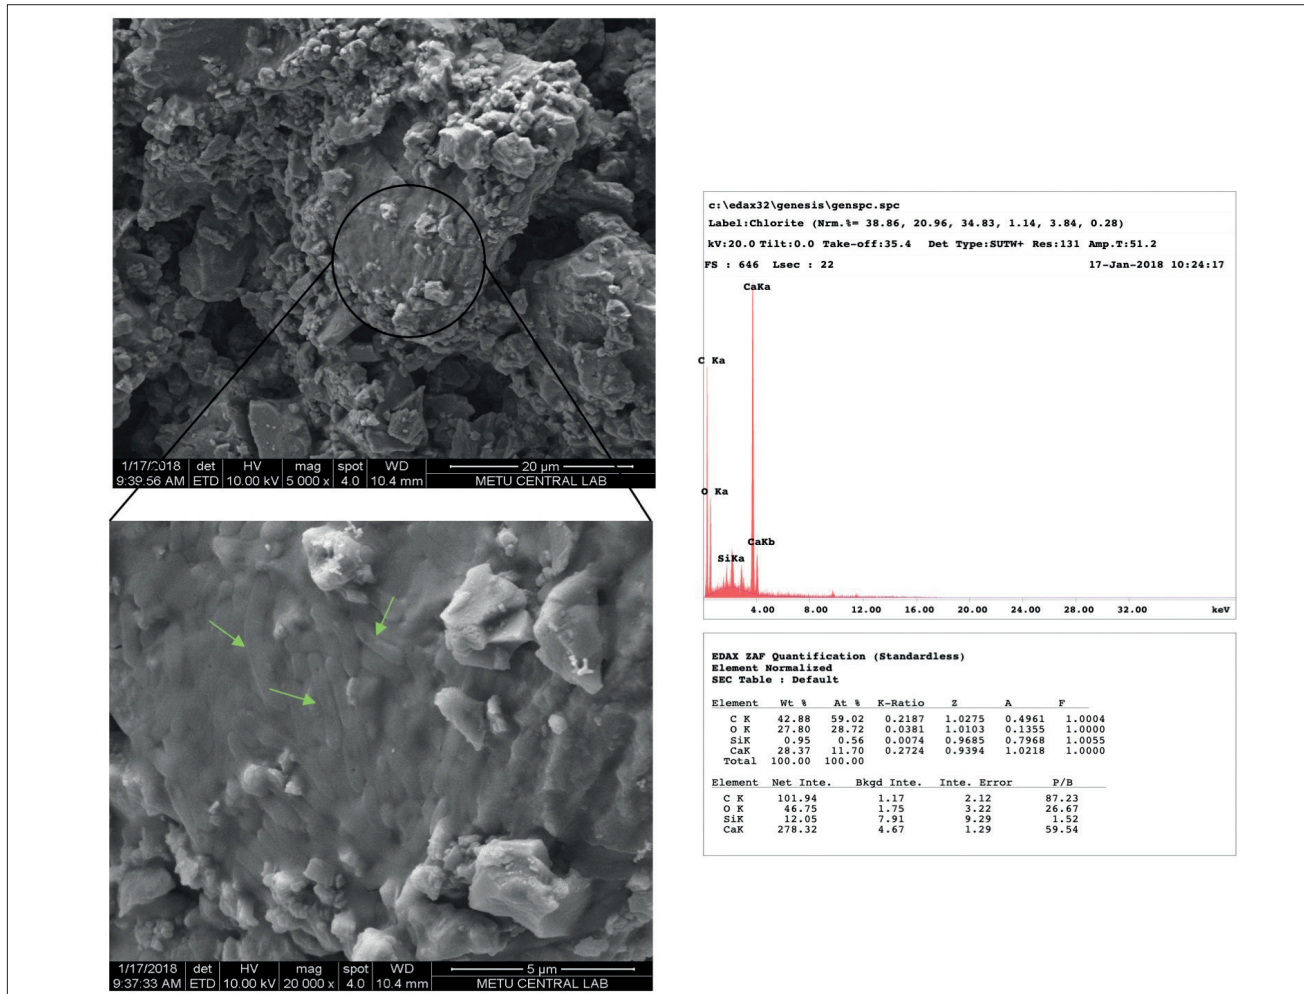 1/17/2018 det HV mag spot WD 20 µm
9:39:56 AM ETD 10.00 kV 5 000 x 4.0 10.4 mm METU CENTRAL LAB
1/17/2018 det HV mag spot WD 5 µm
9:37:33 AM ETD 10.00 kV 20 000 x 4.0 10.4 mm METU CENTRAL LAB
c:\edax32\genesis\genspc.spc
Label:Chlorite (Nrm.%= 38.86, 20.96, 34.83, 1.14, 3.84, 0.28)
kV:20.0 Tilt:0.0 Take-off:35.4 Det Type:SUTW+ Res:131 Amp.T:51.2
FS : 646 Lsec : 22 17-Jan-2018 10:24:17
CaKa
C Ka
O Ka
CaKb
SiKa
4.00 8.00 12.00 16.00 20.00 24.00 28.00 32.00 keV
EDAX ZAF Quantification (Standardless)
Element Normalized
SEC Table : Default
Element Wt % At % K-Ratio Z A F
C K 42.88 59.02 0.2187 1.0275 0.4961 1.0004
O K 27.80 28.72 0.0381 1.0103 0.1355 1.0000
SiK 0.95 0.56 0.0074 0.9685 0.7968 1.0055
CaK 28.37 11.70 0.2724 0.9394 1.0218 1.0000
Total 100.00 100.00
Element Net Inte. Bkgd Inte. Inte. Error P/B
C K 101.94 1.17 2.12 87.23
O K 46.75 1.75 3.22 26.67
SiK 12.05 7.91 9.29 1.52
CaK 278.32 4.67 1.29 59.54